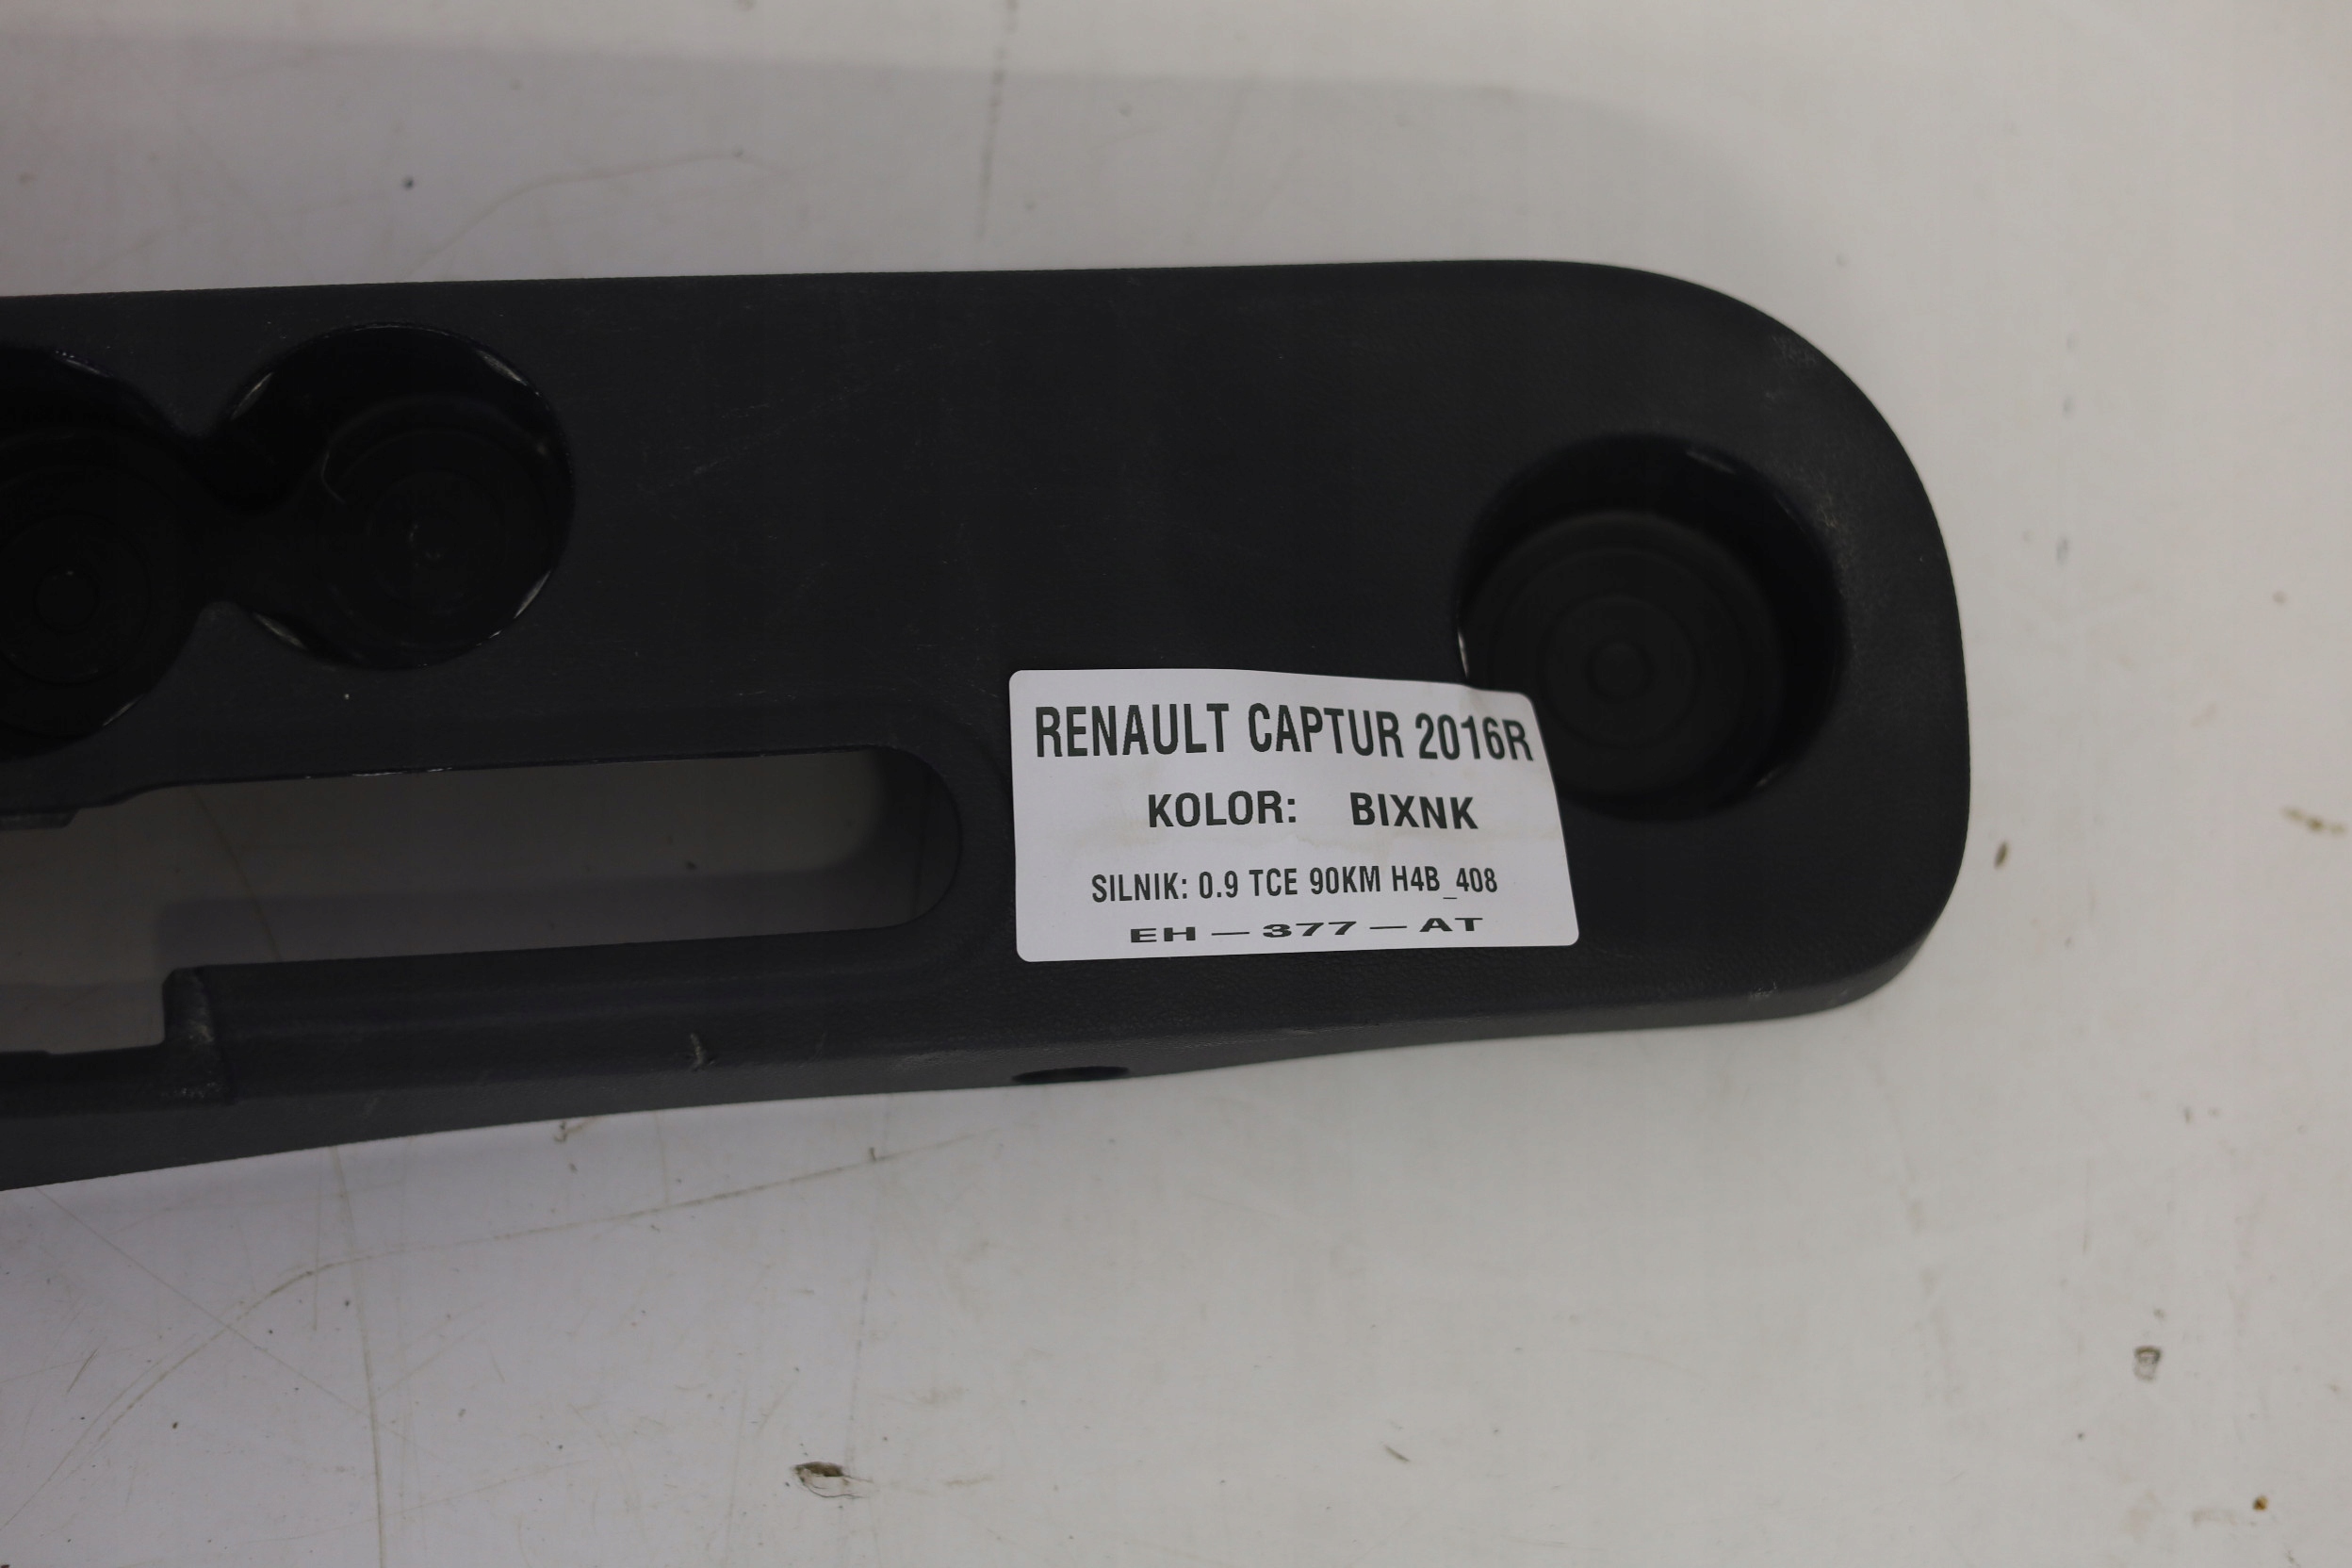 RENAULT CAPTUR 2016R
KOLOR: BIXNK
SILNIK: 0.9 TCE 90KM H4B_408
EH-377-AT